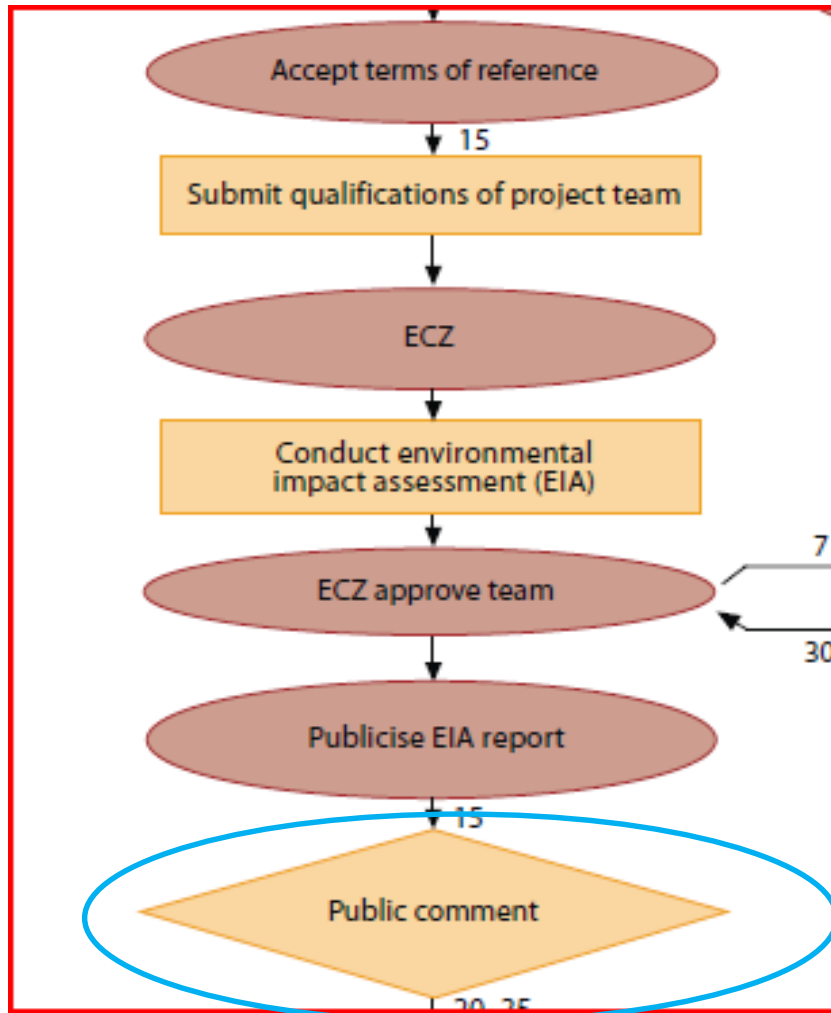 Accept terms of reference
15
Submit qualifications of project team
ECZ
Conduct environmental
impact assessment (EIA)
7
ECZ approve team
30
Publicise EIA report
15
Public comment